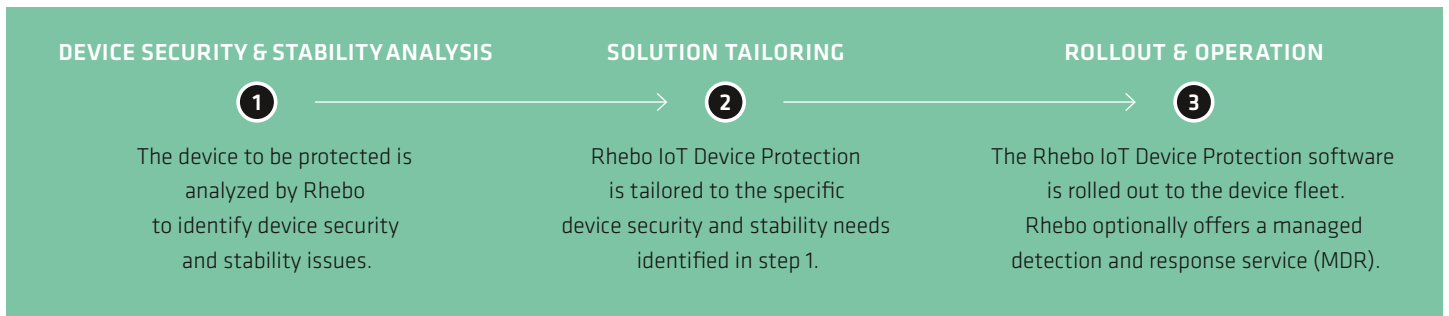 DEVICE SECURITY & STABILITY ANALYSIS
1
The device to be protected is
analyzed by Rhebo
to identify device security
and stability issues.
SOLUTION TAILORING
2
Rhebo IoT Device Protection
is tailored to the specific
device security and stability needs
identified in step 1.
ROLLOUT & OPERATION
3
The Rhebo IoT Device Protection software
is rolled out to the device fleet.
Rhebo optionally offers a managed
detection and response service (MDR).